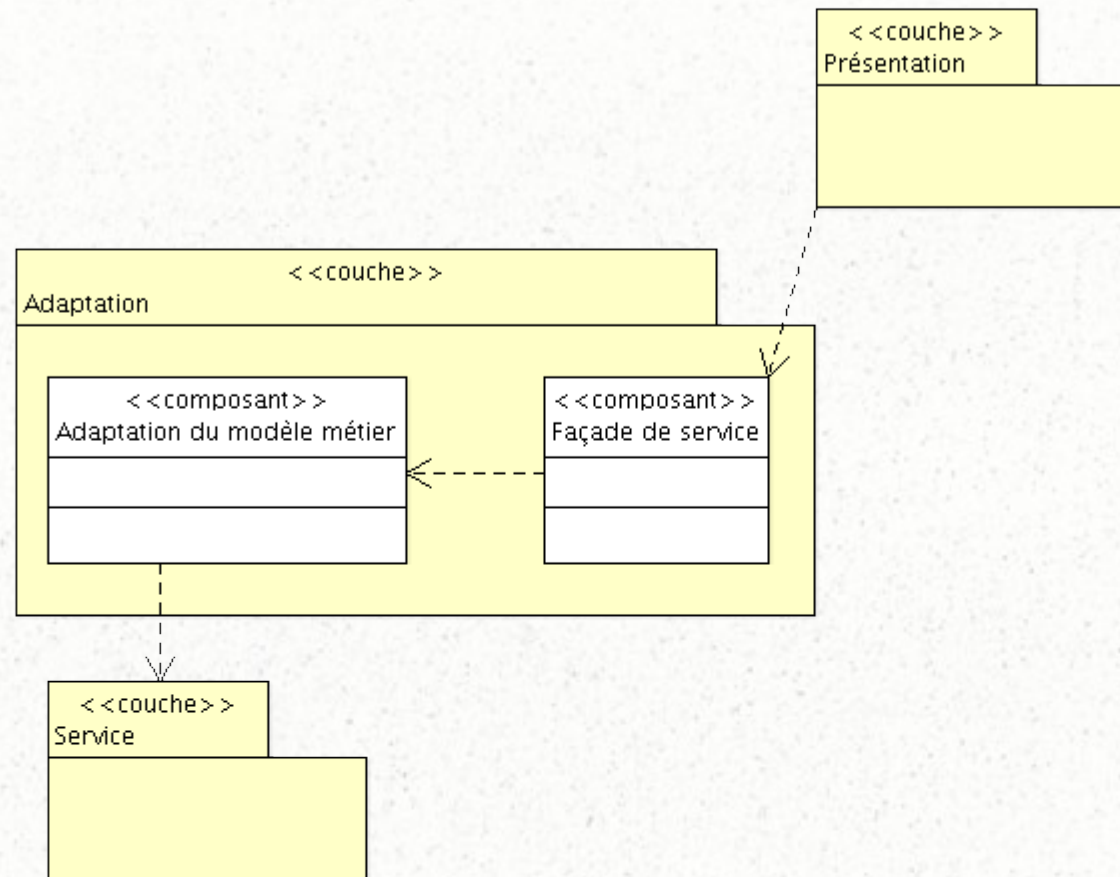 <<couche>>
Présentation
<<couche>>
Adaptation
<<composant>>
Adaptation du modèle métier
<<composant>>
Façade de service
<<couche>>
Service